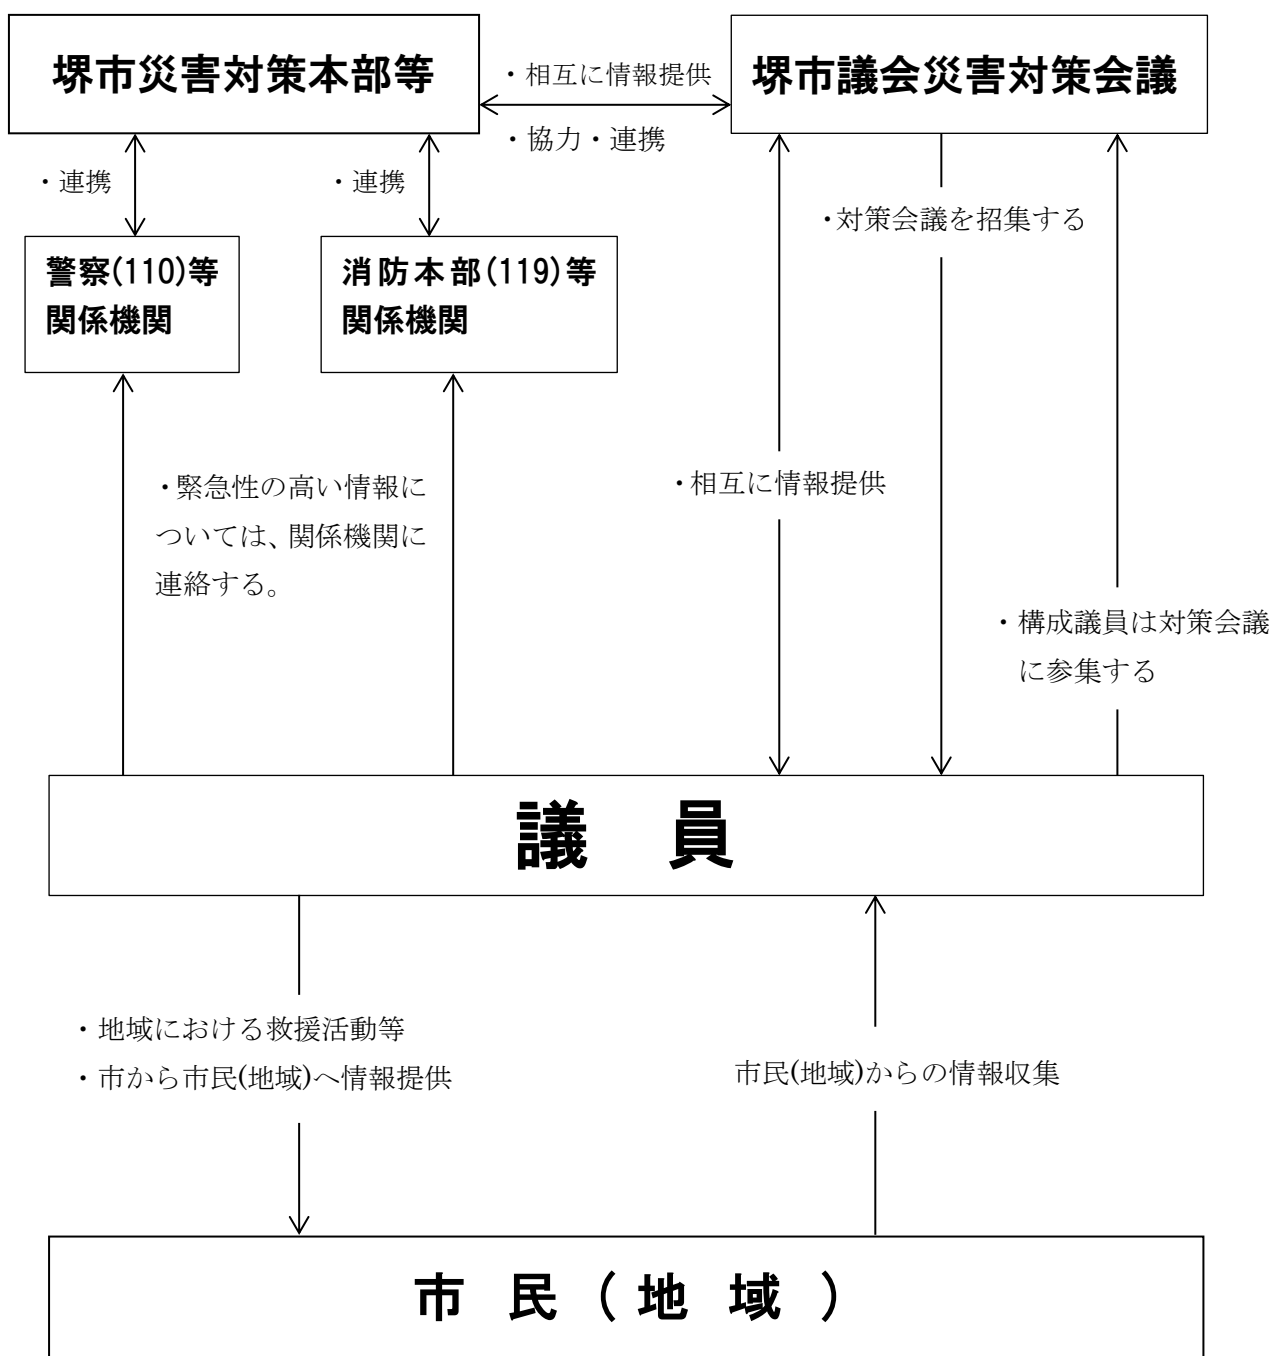 堺市災害対策本部等
・相互に情報提供
・協力・連携
堺市議会災害対策会議
・連携
・連携
・対策会議を招集する
警察(110)等
関係機関
消防本部(119)等
関係機関
・緊急性の高い情報に
ついては、関係機関に
連絡する。
・相互に情報提供
・構成議員は対策会議
に参集する
議 員
・地域における救援活動等
・市から市民(地域)へ情報提供
市民(地域)からの情報収集
市 民 ( 地 域 )